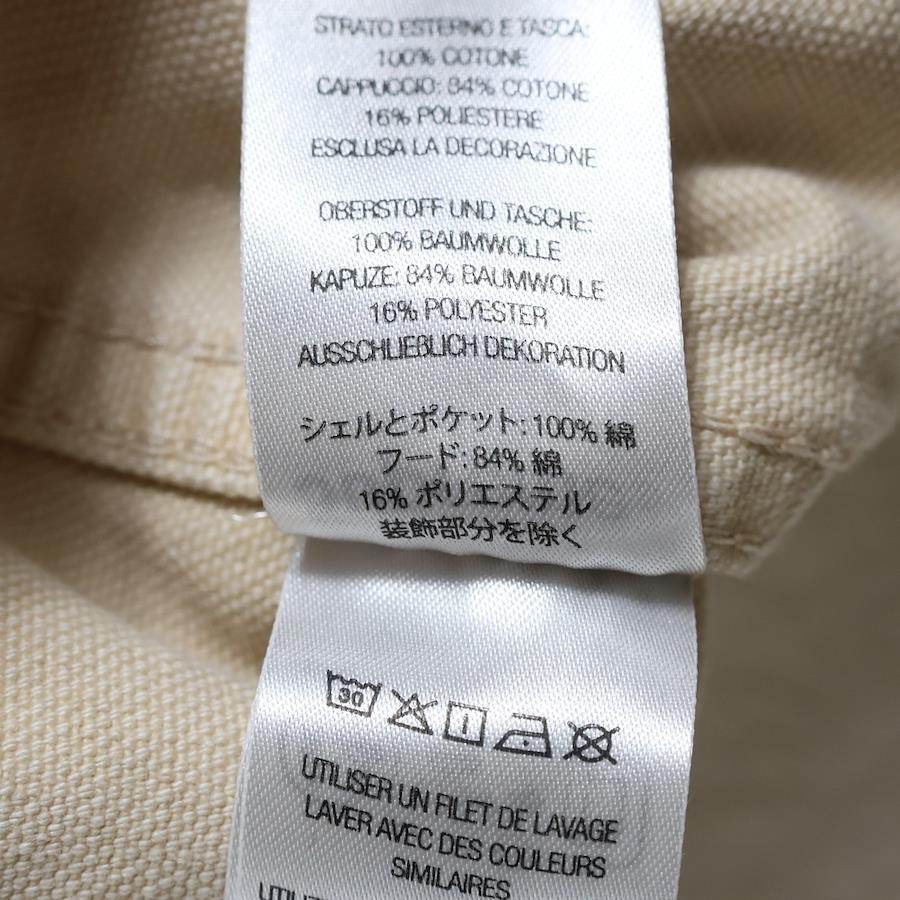 STRATO ESTERNO E TASCA:
100% COTONE
CAPPUCCIO: 84% COTONE
16% POLIESTERE
ESCLUSA LA DECORAZIONE
OBERSTOFF UND TASCHE:
100% BAUMWOLLE
KAPUZE: 84% BAUMWOLLE
16% POLYESTER
AUSSCHLIEßLICH DEKORATION
シェルとポケット: 100% 綿
フード: 84% 綿
16% ポリエステル
装飾部分を除く
30
UTILISER UN FILET DE LAVAGE
LAVER AVEC DES COULEURS
SIMILAIRES